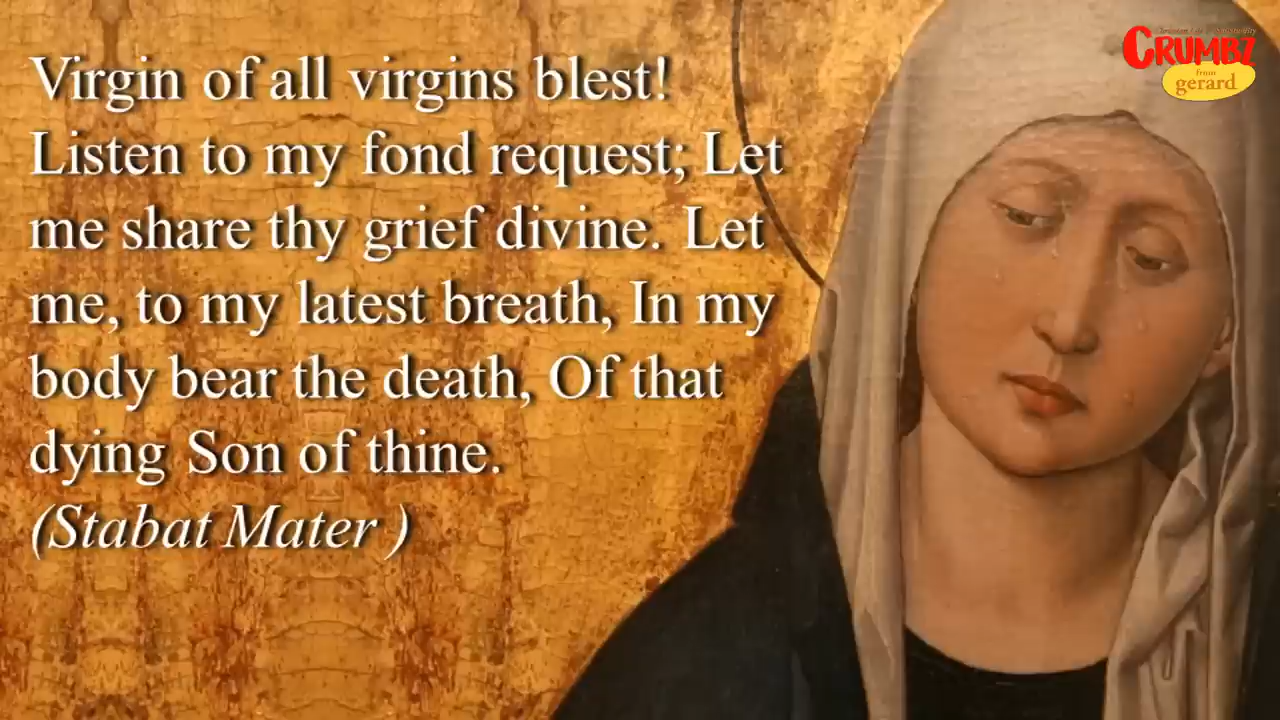 Virgin of all virgins blest!
Listen to my fond request; Let
me share thy grief divine. Let
me, to my latest breath, In my
body bear the death, Of that
dying Son of thine.
(Stabat Mater )
CRUMBZ
from
gerard